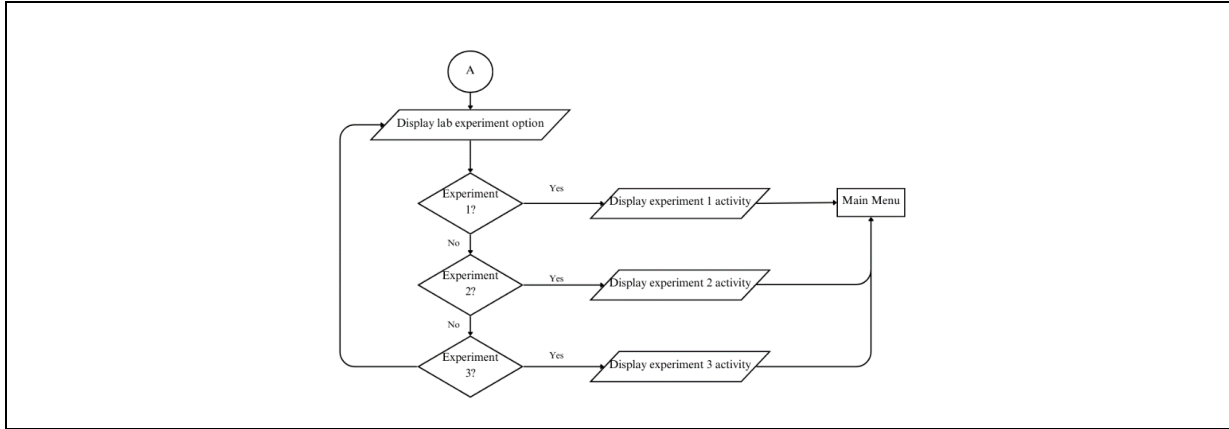 A
Display lab experiment option
Experiment
1?
Yes
Display experiment 1 activity
Main Menu
No
Experiment
2?
Yes
Display experiment 2 activity
No
Experiment
3?
Yes
Display experiment 3 activity